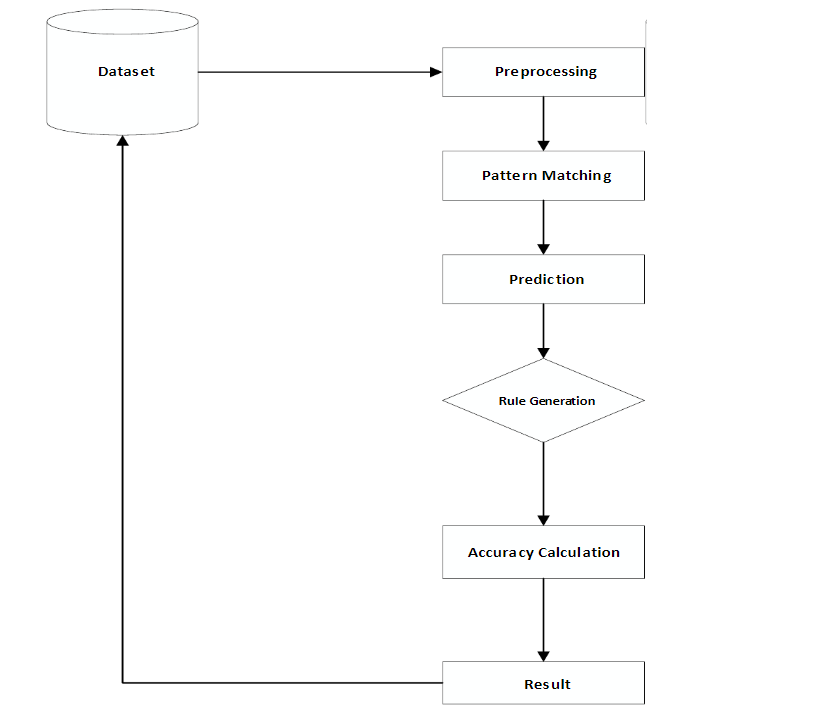 Dataset
Preprocessing
Pattern Matching
Prediction
Rule Generation
Accuracy Calculation
Result